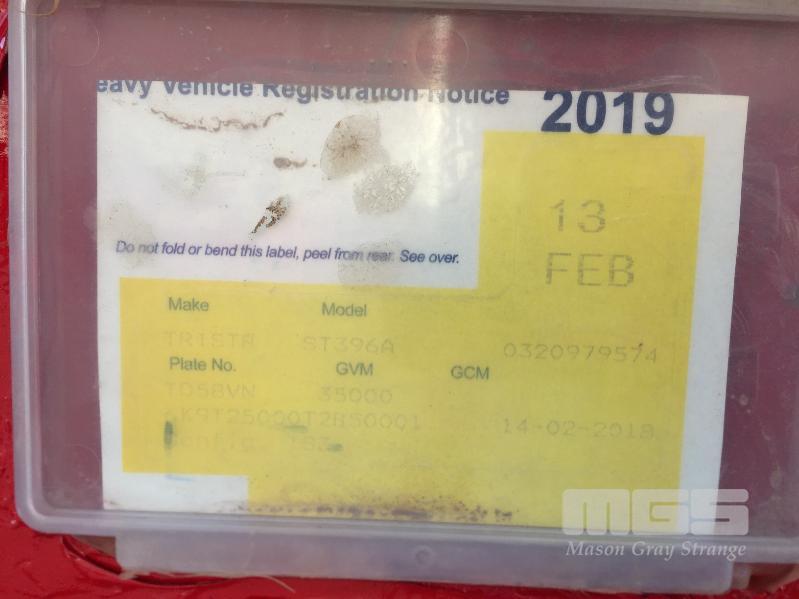 eavy Vehicle Registration Notice 2019
13
FEB
Do not fold or bend this label, peel from rear. See over.
Make Model
TRISTR ST396A 0320979574
Plate No. GVM GCM
TD58VN 35000
14-02-2018
Config
MGS
Mason Gray Strange